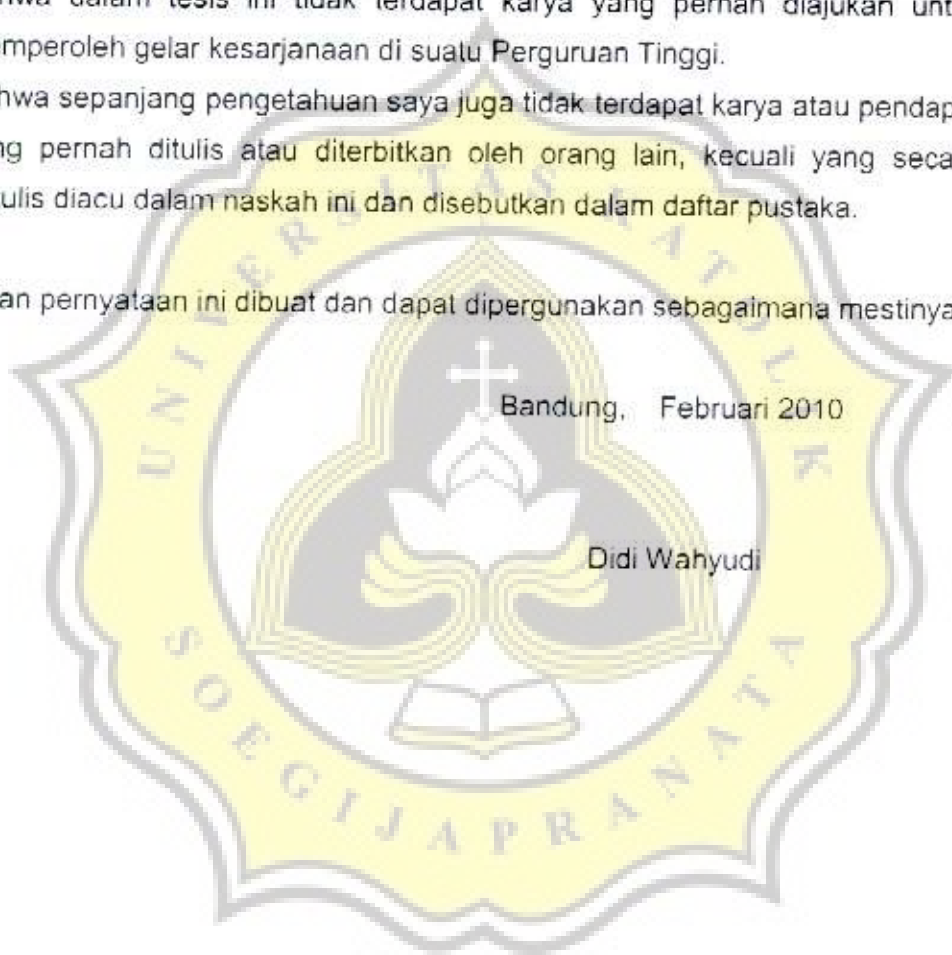 hwa dalam tesis ini tidak terdapat karya yang pernah diajukan unt
mperoleh gelar kesarjanaan di suatu Perguruan Tinggi.
hwa sepanjang pengetahuan saya juga tidak terdapat karya atau pendap
ng pernah ditulis atau diterbitkan oleh orang lain, kecuali yang seca
ulis diacu dalam naskah ini dan disebutkan dalam daftar pustaka.
an pernyataan ini dibuat dan dapat dipergunakan sebagaimana mestinya
Bandung, Februari 2010
Didi Wahyudi
UNIVERSITAS KATOLIK
SOEGIJAPRANATA